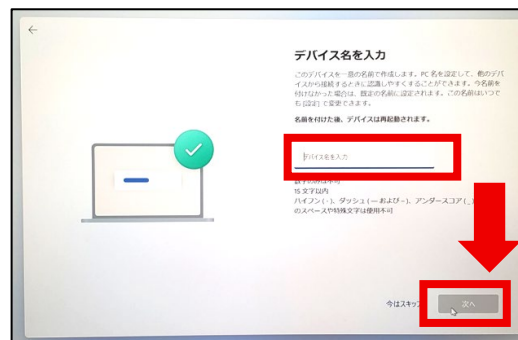 デバイス名を入力
このデバイスを一意の名前で作成します。PC 名を設定して、他のデバ
イスから接続するときに認識しやすくすることができます。今名前を
付けなかった場合は、既定の名前に設定されます。この名前はいつで
も [設定] で変更できます。
名前を付けた後、デバイスは再起動されます。
デバイス名を入力
数字のみは不可
15 文字以内
ハイフン (-)、ダッシュ (— および –)、アンダースコア (_)
のスペースや特殊文字は使用不可
今はスキッ
次へ